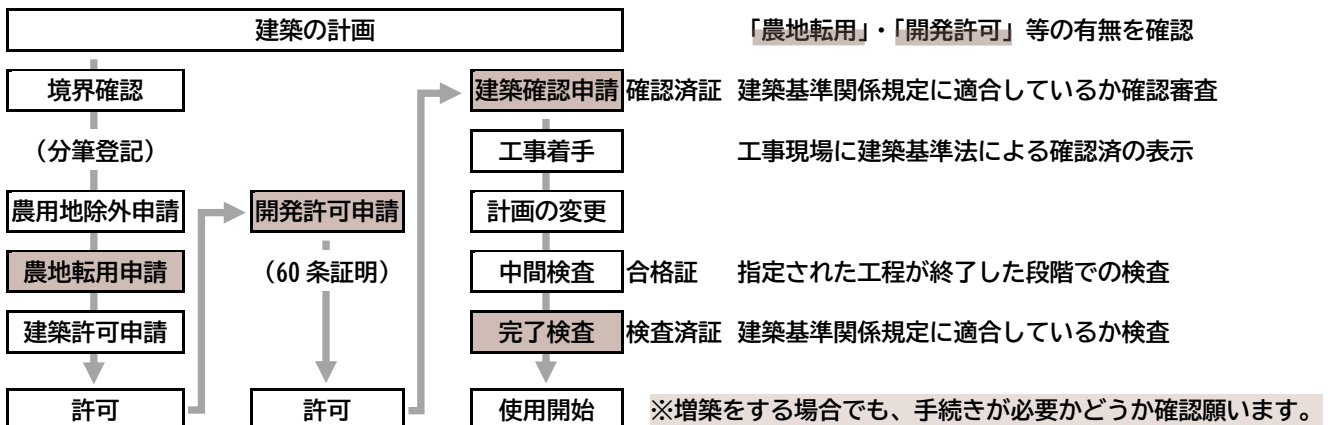 建築の計画
「農地転用」・「開発許可」等の有無を確認
境界確認
(分筆登記)
農用地除外申請
農地転用申請
建築許可申請
許可
開発許可申請
(60条証明)
許可
建築確認申請 確認済証 建築基準関係規定に適合しているか確認審査
工事着手 工事現場に建築基準法による確認済の表示
計画の変更
中間検査 合格証 指定された工程が終了した段階での検査
完了検査 検査済証 建築基準関係規定に適合しているか検査
使用開始
※増築をする場合でも、手続きが必要かどうか確認願います。